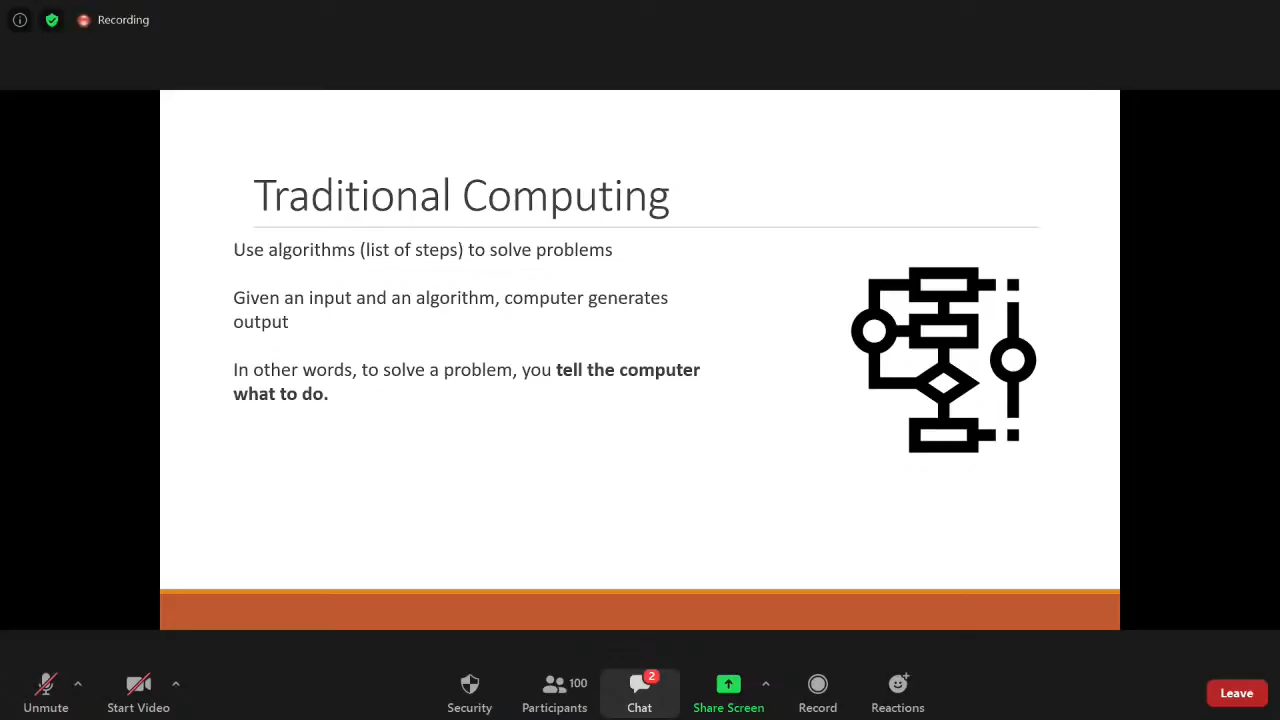 Recording
Traditional Computing
Use algorithms (list of steps) to solve problems
Given an input and an algorithm, computer generates
output
In other words, to solve a problem, you tell the computer
what to do.
100
2
Unmute
Start Video
Security
Participants
Chat
Share Screen
Record
Reactions
Leave